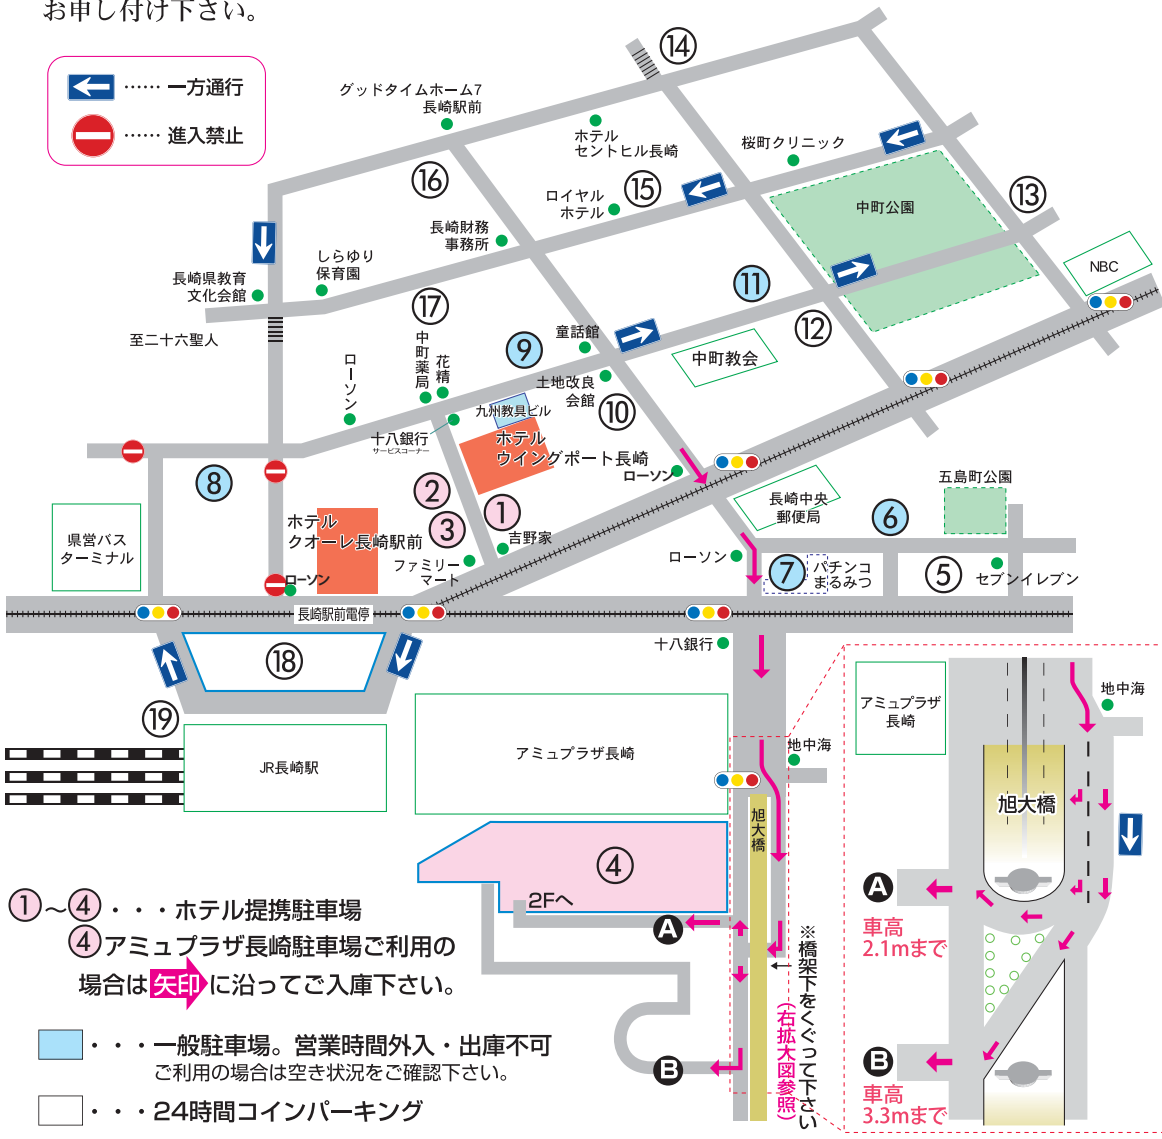 お申し付け下さい。
…… 一方通行
…… 進入禁止
⑭
グッドタイムホーム7
長崎駅前
ホテル
セントヒル長崎
桜町クリニック
⑯
⑮
ロイヤル
ホテル
⑬
中町公園
長崎財務
事務所
しらゆり
保育園
長崎県教育
文化会館
NBC
⑪
⑰
⑫
至二十六聖人
童話館
⑨
中町薬局
花精
ローソン
中町教会
土地改良
会館
⑩
九州教具ビル
十八銀行
サービスコーナー
ホテル
ウイングポート長崎
ローソン
⑧
②
①
③
長崎中央
郵便局
五島町公園
⑥
県営バス
ターミナル
ホテル
クオーレ長崎駅前
吉野家
ファミリー
マート
ローソン
ローソン
⑦
パチンコ
まるみつ
⑤
セブンイレブン
長崎駅前電停
十八銀行
⑱
⑲
JR長崎駅
アミュプラザ長崎
地中海
旭大橋
④
2Fへ
A
B
※橋架下をくぐって下さい
(右拡大図参照)
アミュプラザ
長崎
地中海
旭大橋
A
車高
2.1mまで
B
車高
3.3mまで
①～④・・・ホテル提携駐車場
④アミュプラザ長崎駐車場ご利用の
場合は矢印に沿ってご入庫下さい。
・・・一般駐車場。営業時間外入・出庫不可
ご利用の場合は空き状況をご確認下さい。
・・・24時間コインパーキング